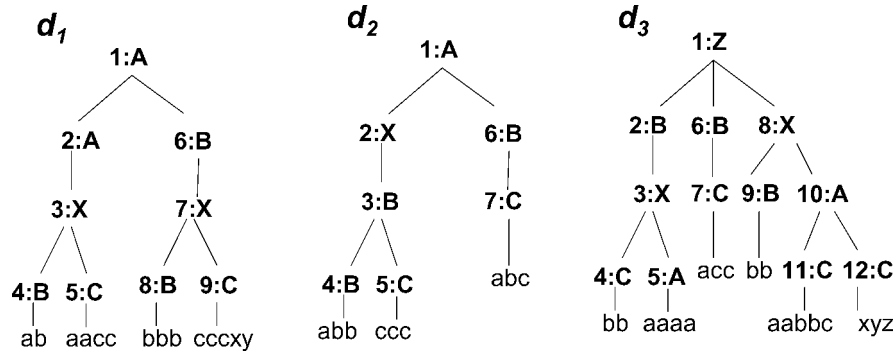 d1 d2 d3
1:A 1:A 1:Z
2:A 6:B 2:X 6:B 2:B 6:B 8:X
3:X 7:X 3:B 7:C 3:X 7:C 9:B 10:A
4:B 5:C 8:B 9:C 4:B 5:C abc 4:C 5:A acc bb 11:C 12:C
ab aacc bbb cccxy abb ccc bb aaaa aabbc xyz